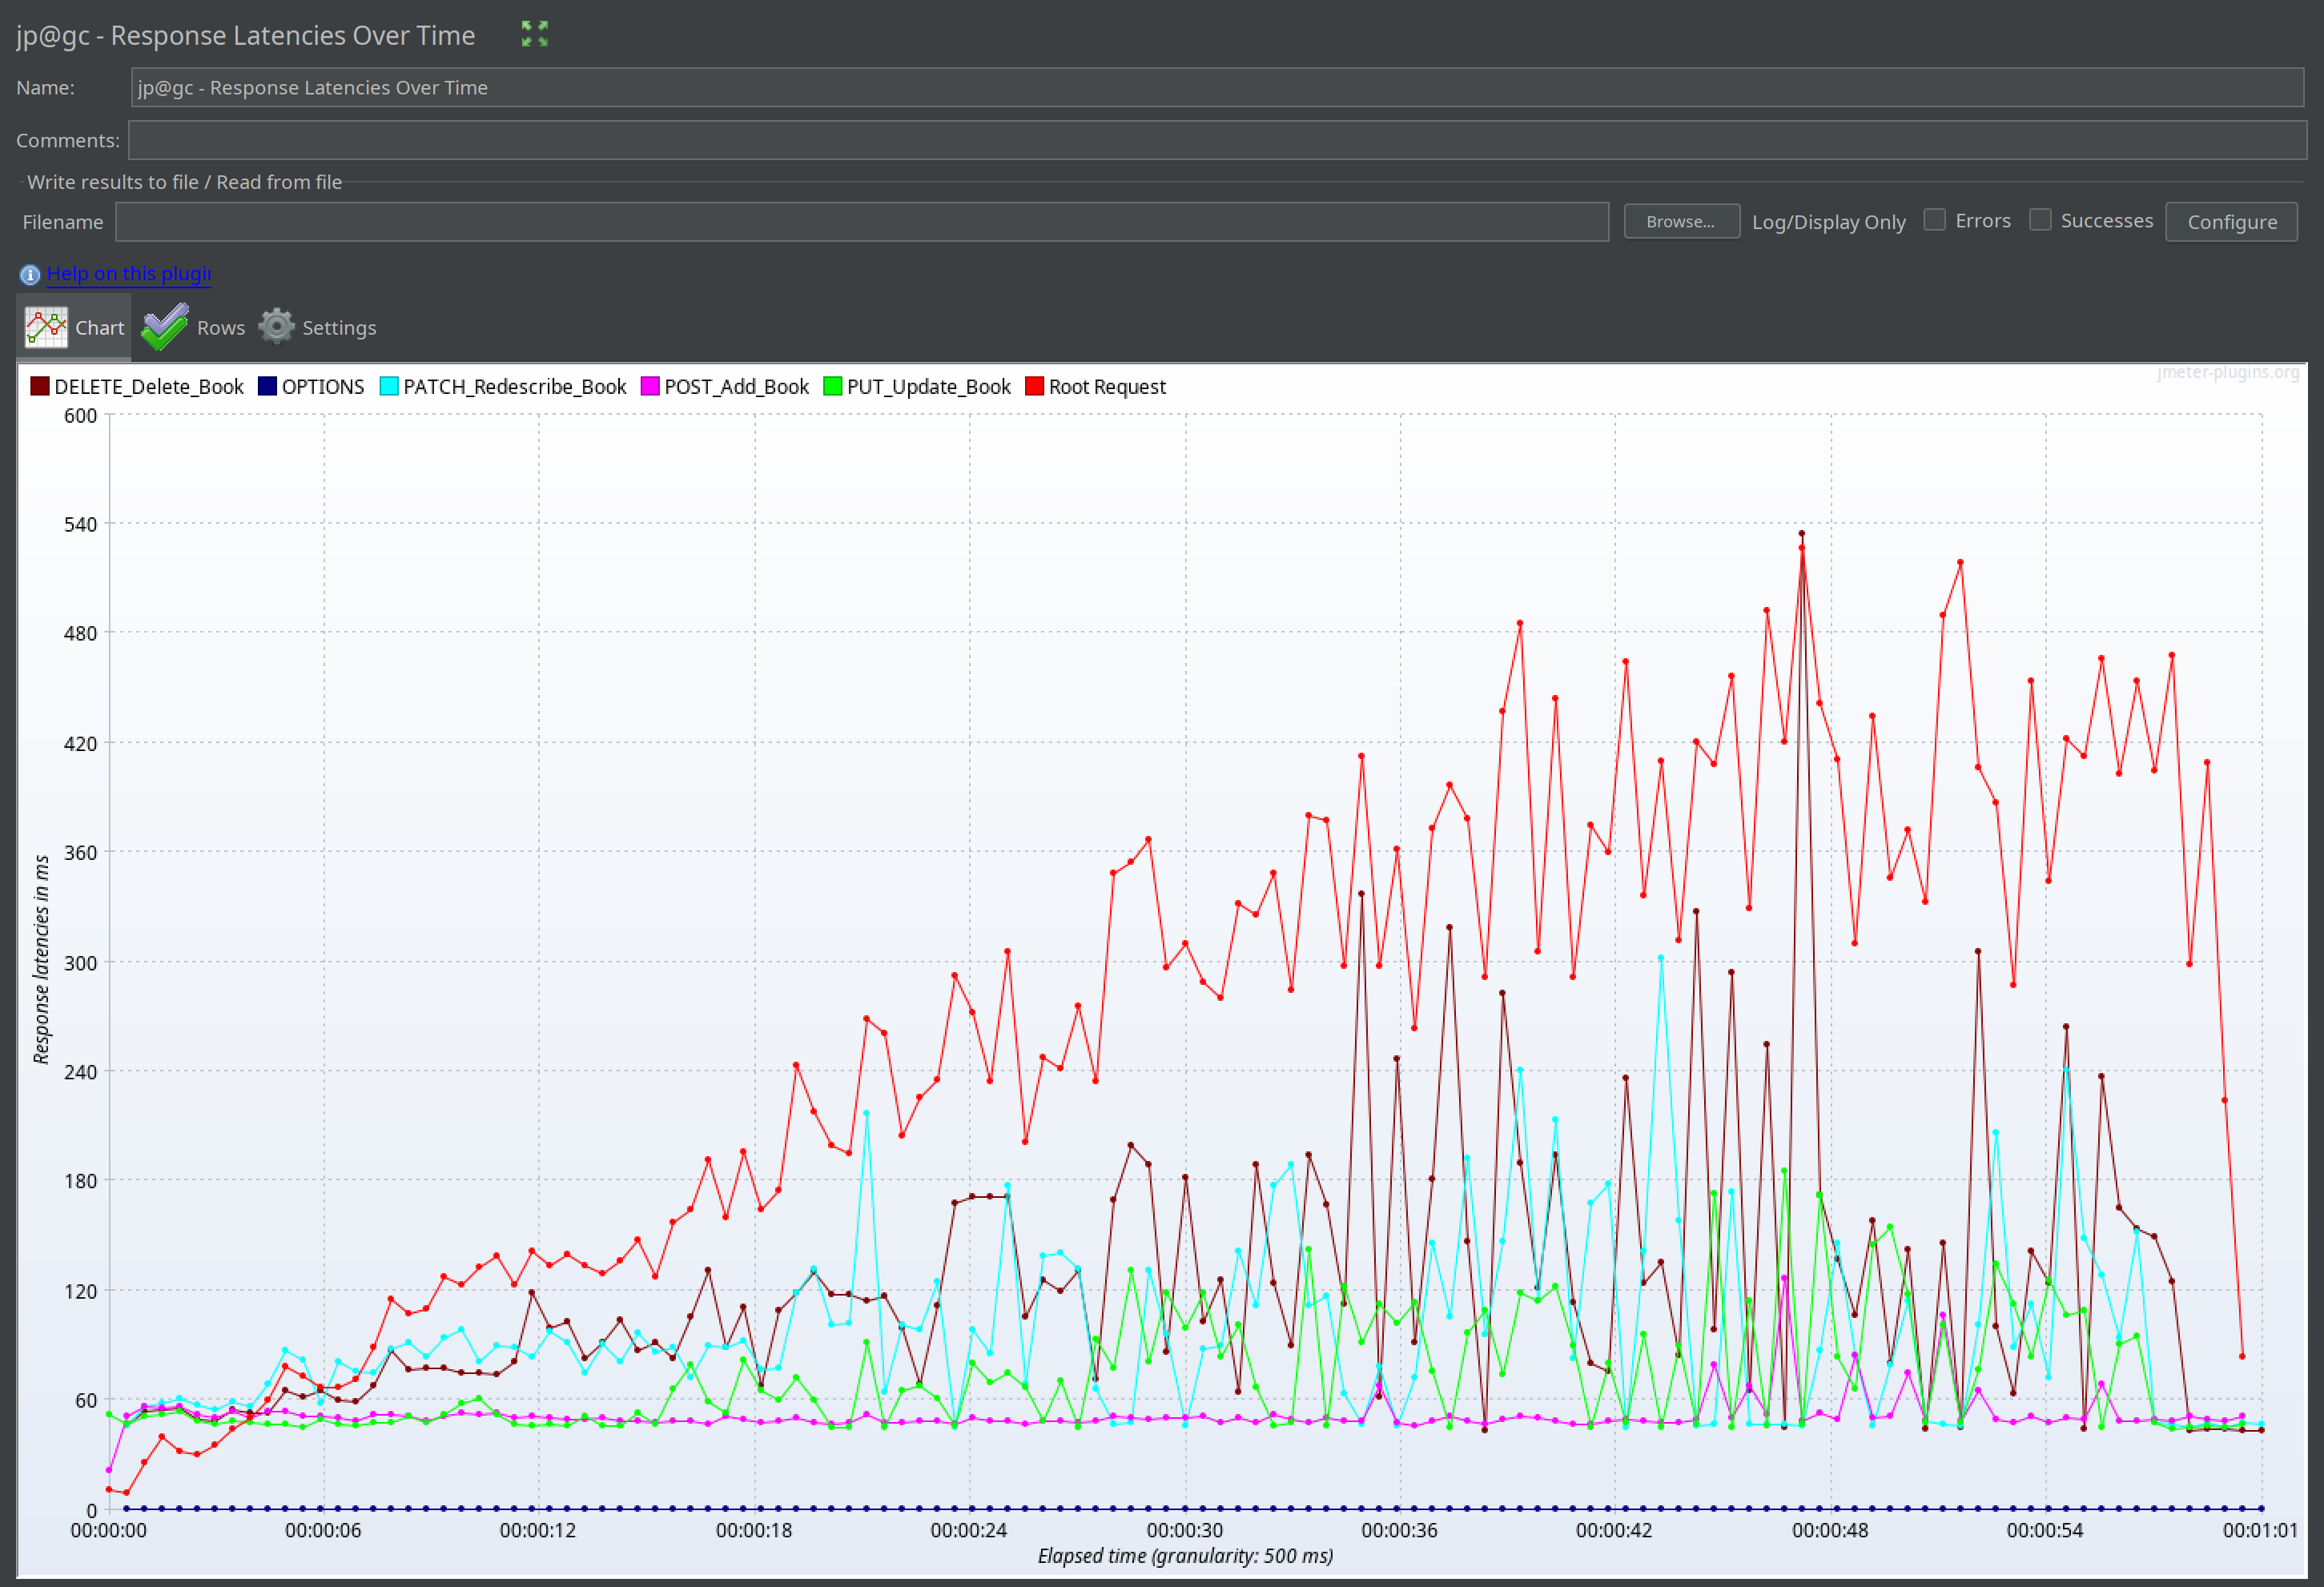 jp@gc - Response Latencies Over Time
Name: jp@gc - Response Latencies Over Time
Comments:
Write results to file / Read from file
Filename Browse... Log/Display Only Errors Successes Configure
Help on this plugin
Chart Rows Settings
jmeter-plugins.org
DELETE_Delete_Book OPTIONS PATCH_Redescribe_Book POST_Add_Book PUT_Update_Book Root Request
600
540
480
420
360
300
240
180
120
60
0
Response latencies in ms
00:00:00 00:00:06 00:00:12 00:00:18 00:00:24 00:00:30 00:00:36 00:00:42 00:00:48 00:00:54 00:01:01
Elapsed time (granularity: 500 ms)